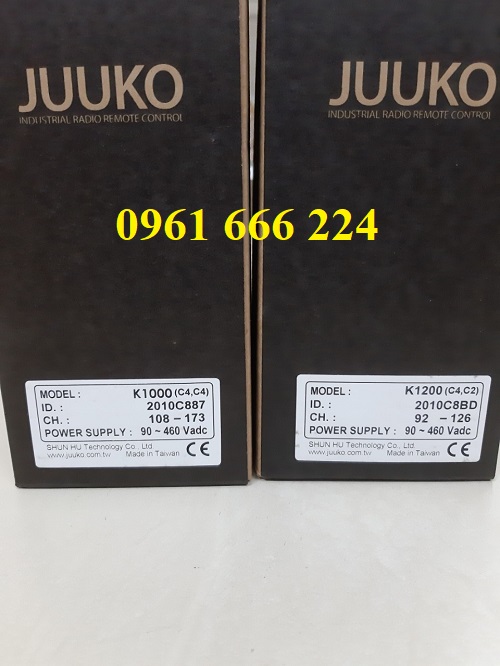 JUUKO
INDUSTRIAL RADIO REMOTE CONTROL
JUUKO
INDUSTRIAL RADIO REMOTE CONTROL
0961 666 224
MODEL : K1000 (C4,C4)
ID. : 2010C887
CH. : 108 - 173
POWER SUPPLY : 90 ~ 460 Vadc
SHUN HU Technology Co., Ltd.
www.juuko.com.tw Made in Taiwan CE
MODEL : K1200 (C4,C2)
ID. : 2010C8BD
CH. : 92 - 126
POWER SUPPLY : 90 ~ 460 Vadc
SHUN HU Technology Co., Ltd.
www.juuko.com.tw Made in Taiwan CE